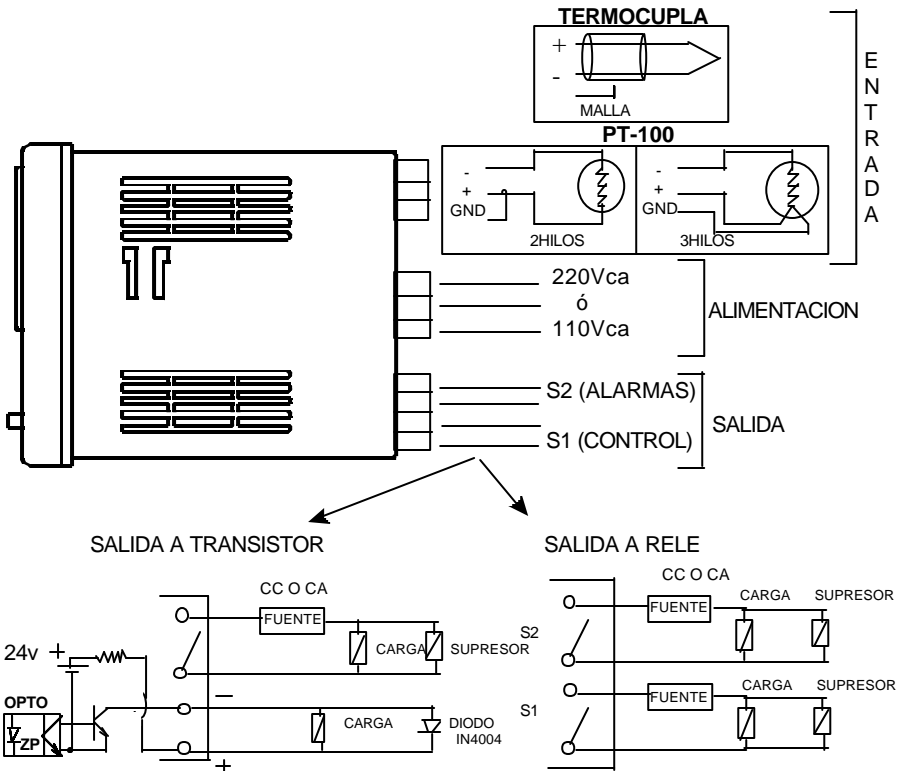 TERMOCUPLA
+
-
MALLA
PT-100
-
+
GND
2HILOS
-
+
GND
3HILOS
ENTRADA
220Vca
ó
110Vca
ALIMENTACION
S2 (ALARMAS)
S1 (CONTROL)
SALIDA
SALIDA A TRANSISTOR
CC O CA
FUENTE
CARGA
SUPRESOR
24v +
OPTO
ZP
−
CARGA
DIODO
IN4004
+
SALIDA A RELE
CC O CA
S2
FUENTE
CARGA
SUPRESOR
S1
FUENTE
CARGA
SUPRESOR